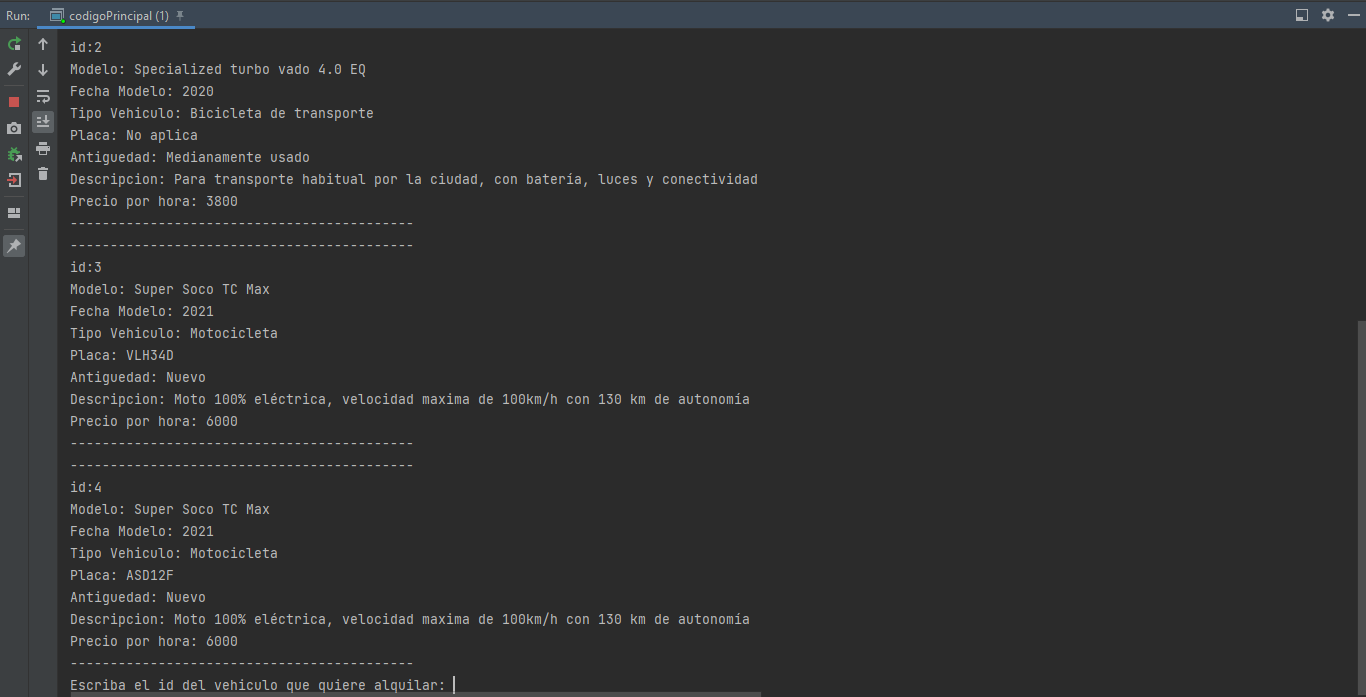 Run: codigoPrincipal (1)
id:2
Modelo: Specialized turbo vado 4.0 EQ
Fecha Modelo: 2020
Tipo Vehiculo: Bicicleta de transporte
Placa: No aplica
Antiguedad: Medianamente usado
Descripcion: Para transporte habitual por la ciudad, con batería, luces y conectividad
Precio por hora: 3800
-------------------------------------------
-------------------------------------------
id:3
Modelo: Super Soco TC Max
Fecha Modelo: 2021
Tipo Vehiculo: Motocicleta
Placa: VLH34D
Antiguedad: Nuevo
Descripcion: Moto 100% eléctrica, velocidad maxima de 100km/h con 130 km de autonomía
Precio por hora: 6000
-------------------------------------------
-------------------------------------------
id:4
Modelo: Super Soco TC Max
Fecha Modelo: 2021
Tipo Vehiculo: Motocicleta
Placa: ASD12F
Antiguedad: Nuevo
Descripcion: Moto 100% eléctrica, velocidad maxima de 100km/h con 130 km de autonomía
Precio por hora: 6000
-------------------------------------------
Escriba el id del vehiculo que quiere alquilar: